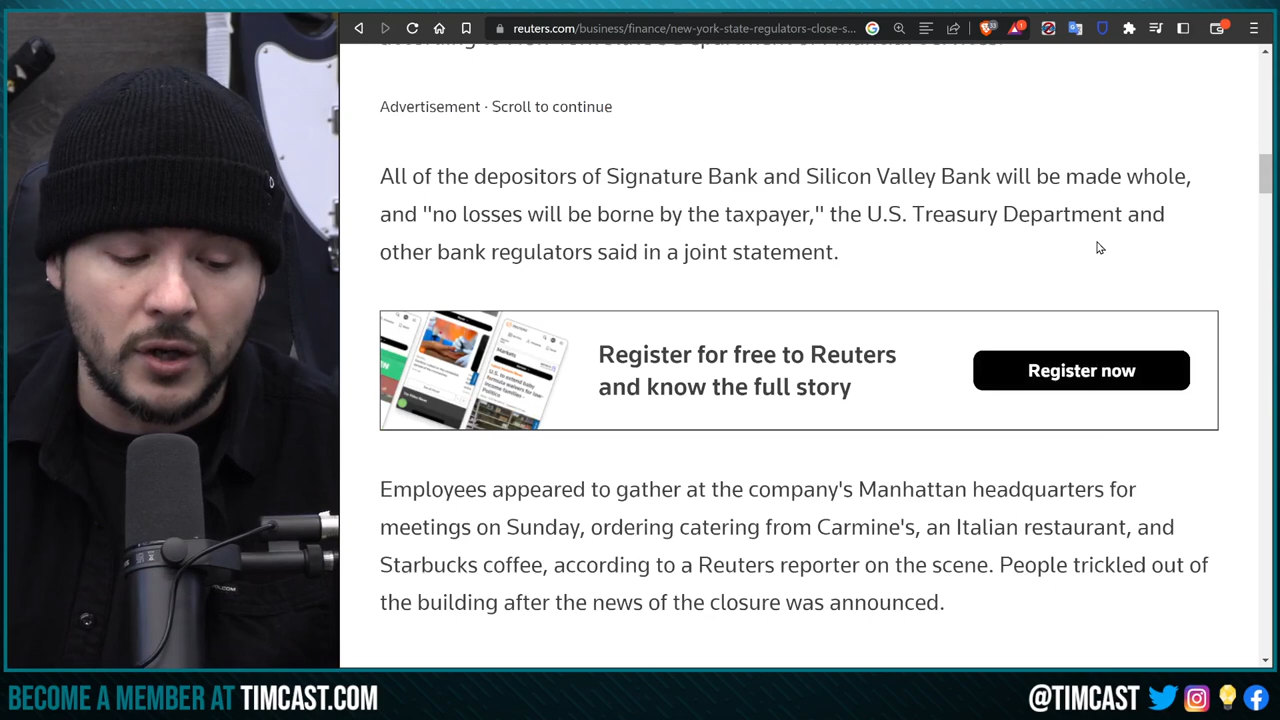 reuters.com/business/finance/new-york-state-regulators-close-s...
Advertisement · Scroll to continue
All of the depositors of Signature Bank and Silicon Valley Bank will be made whole,
and "no losses will be borne by the taxpayer," the U.S. Treasury Department and
other bank regulators said in a joint statement.
Register for free to Reuters
and know the full story
Register now
Employees appeared to gather at the company's Manhattan headquarters for
meetings on Sunday, ordering catering from Carmine's, an Italian restaurant, and
Starbucks coffee, according to a Reuters reporter on the scene. People trickled out of
the building after the news of the closure was announced.
BECOME A MEMBER AT TIMCAST.COM
@TIMCAST